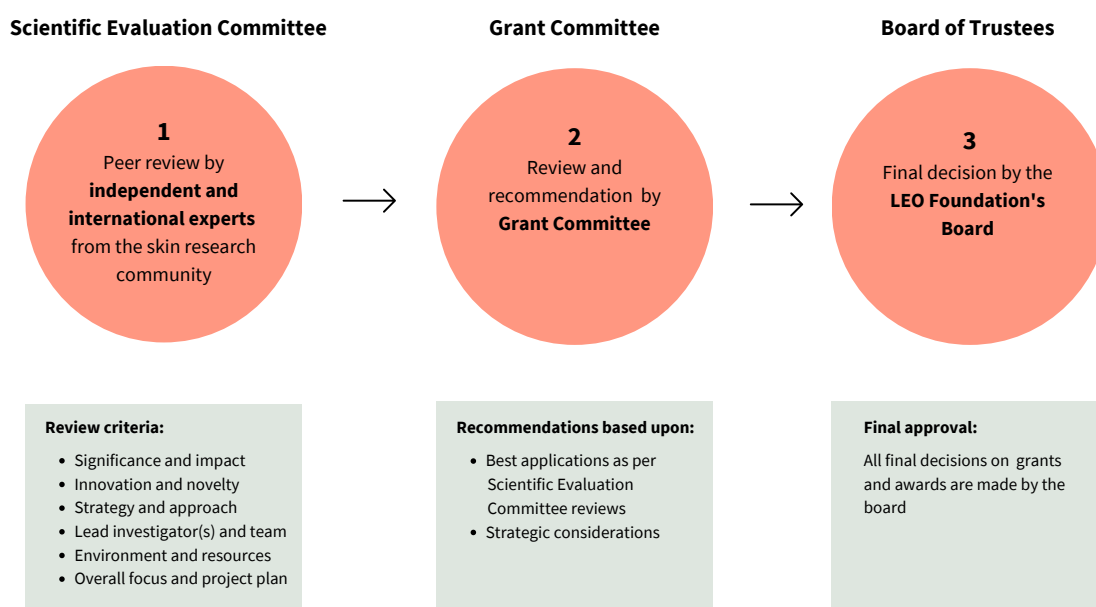 Scientific Evaluation Committee
1
Peer review by
independent and
international experts
from the skin research
community
Review criteria:
• Significance and impact
• Innovation and novelty
• Strategy and approach
• Lead investigator(s) and team
• Environment and resources
• Overall focus and project plan
Grant Committee
2
Review and
recommendation by
Grant Committee
Recommendations based upon:
• Best applications as per
Scientific Evaluation
Committee reviews
• Strategic considerations
Board of Trustees
3
Final decision by the
LEO Foundation's
Board
Final approval:
All final decisions on grants
and awards are made by the
board